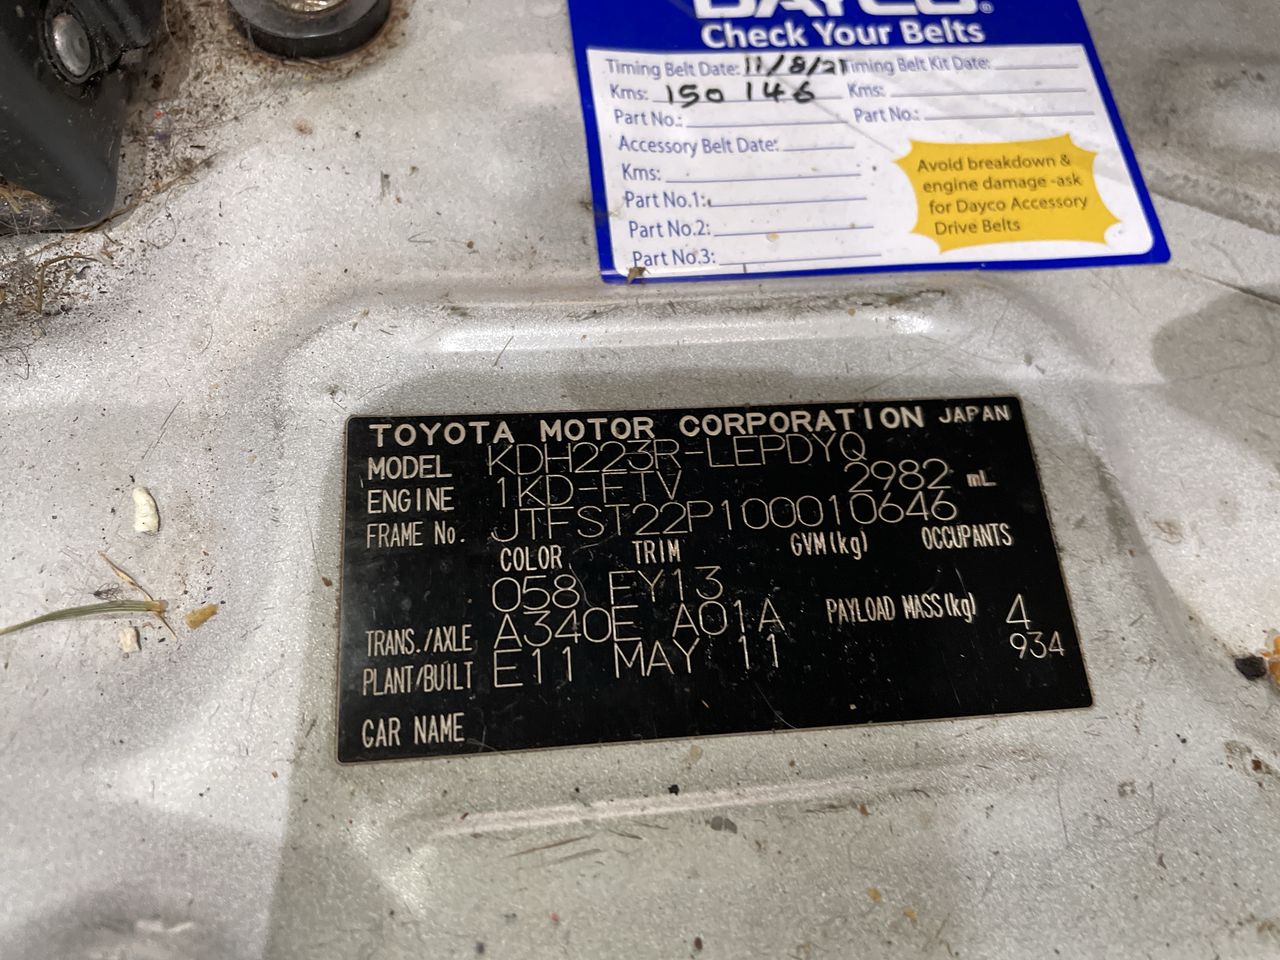 DAYCO®
Check Your Belts
Timing Belt Date: 11/8/21 Timing Belt Kit Date:
Kms: 150 146 Kms:
Part No.: Part No.:
Accessory Belt Date:
Kms:
Part No.1:
Part No.2:
Part No.3:
Avoid breakdown &
engine damage -ask
for Dayco Accessory
Drive Belts
TOYOTA MOTOR CORPORATION JAPAN
MODEL KDH223R-LEPDYQ
ENGINE 1KD-FTV 2982 mL
FRAME No. JTFST22P100010646
COLOR TRIM GVM(kg) OCCUPANTS
058 FY13 4
TRANS./AXLE A340E A01A PAYLOAD MASS(kg) 934
PLANT/BUILT E11 MAY 11
CAR NAME